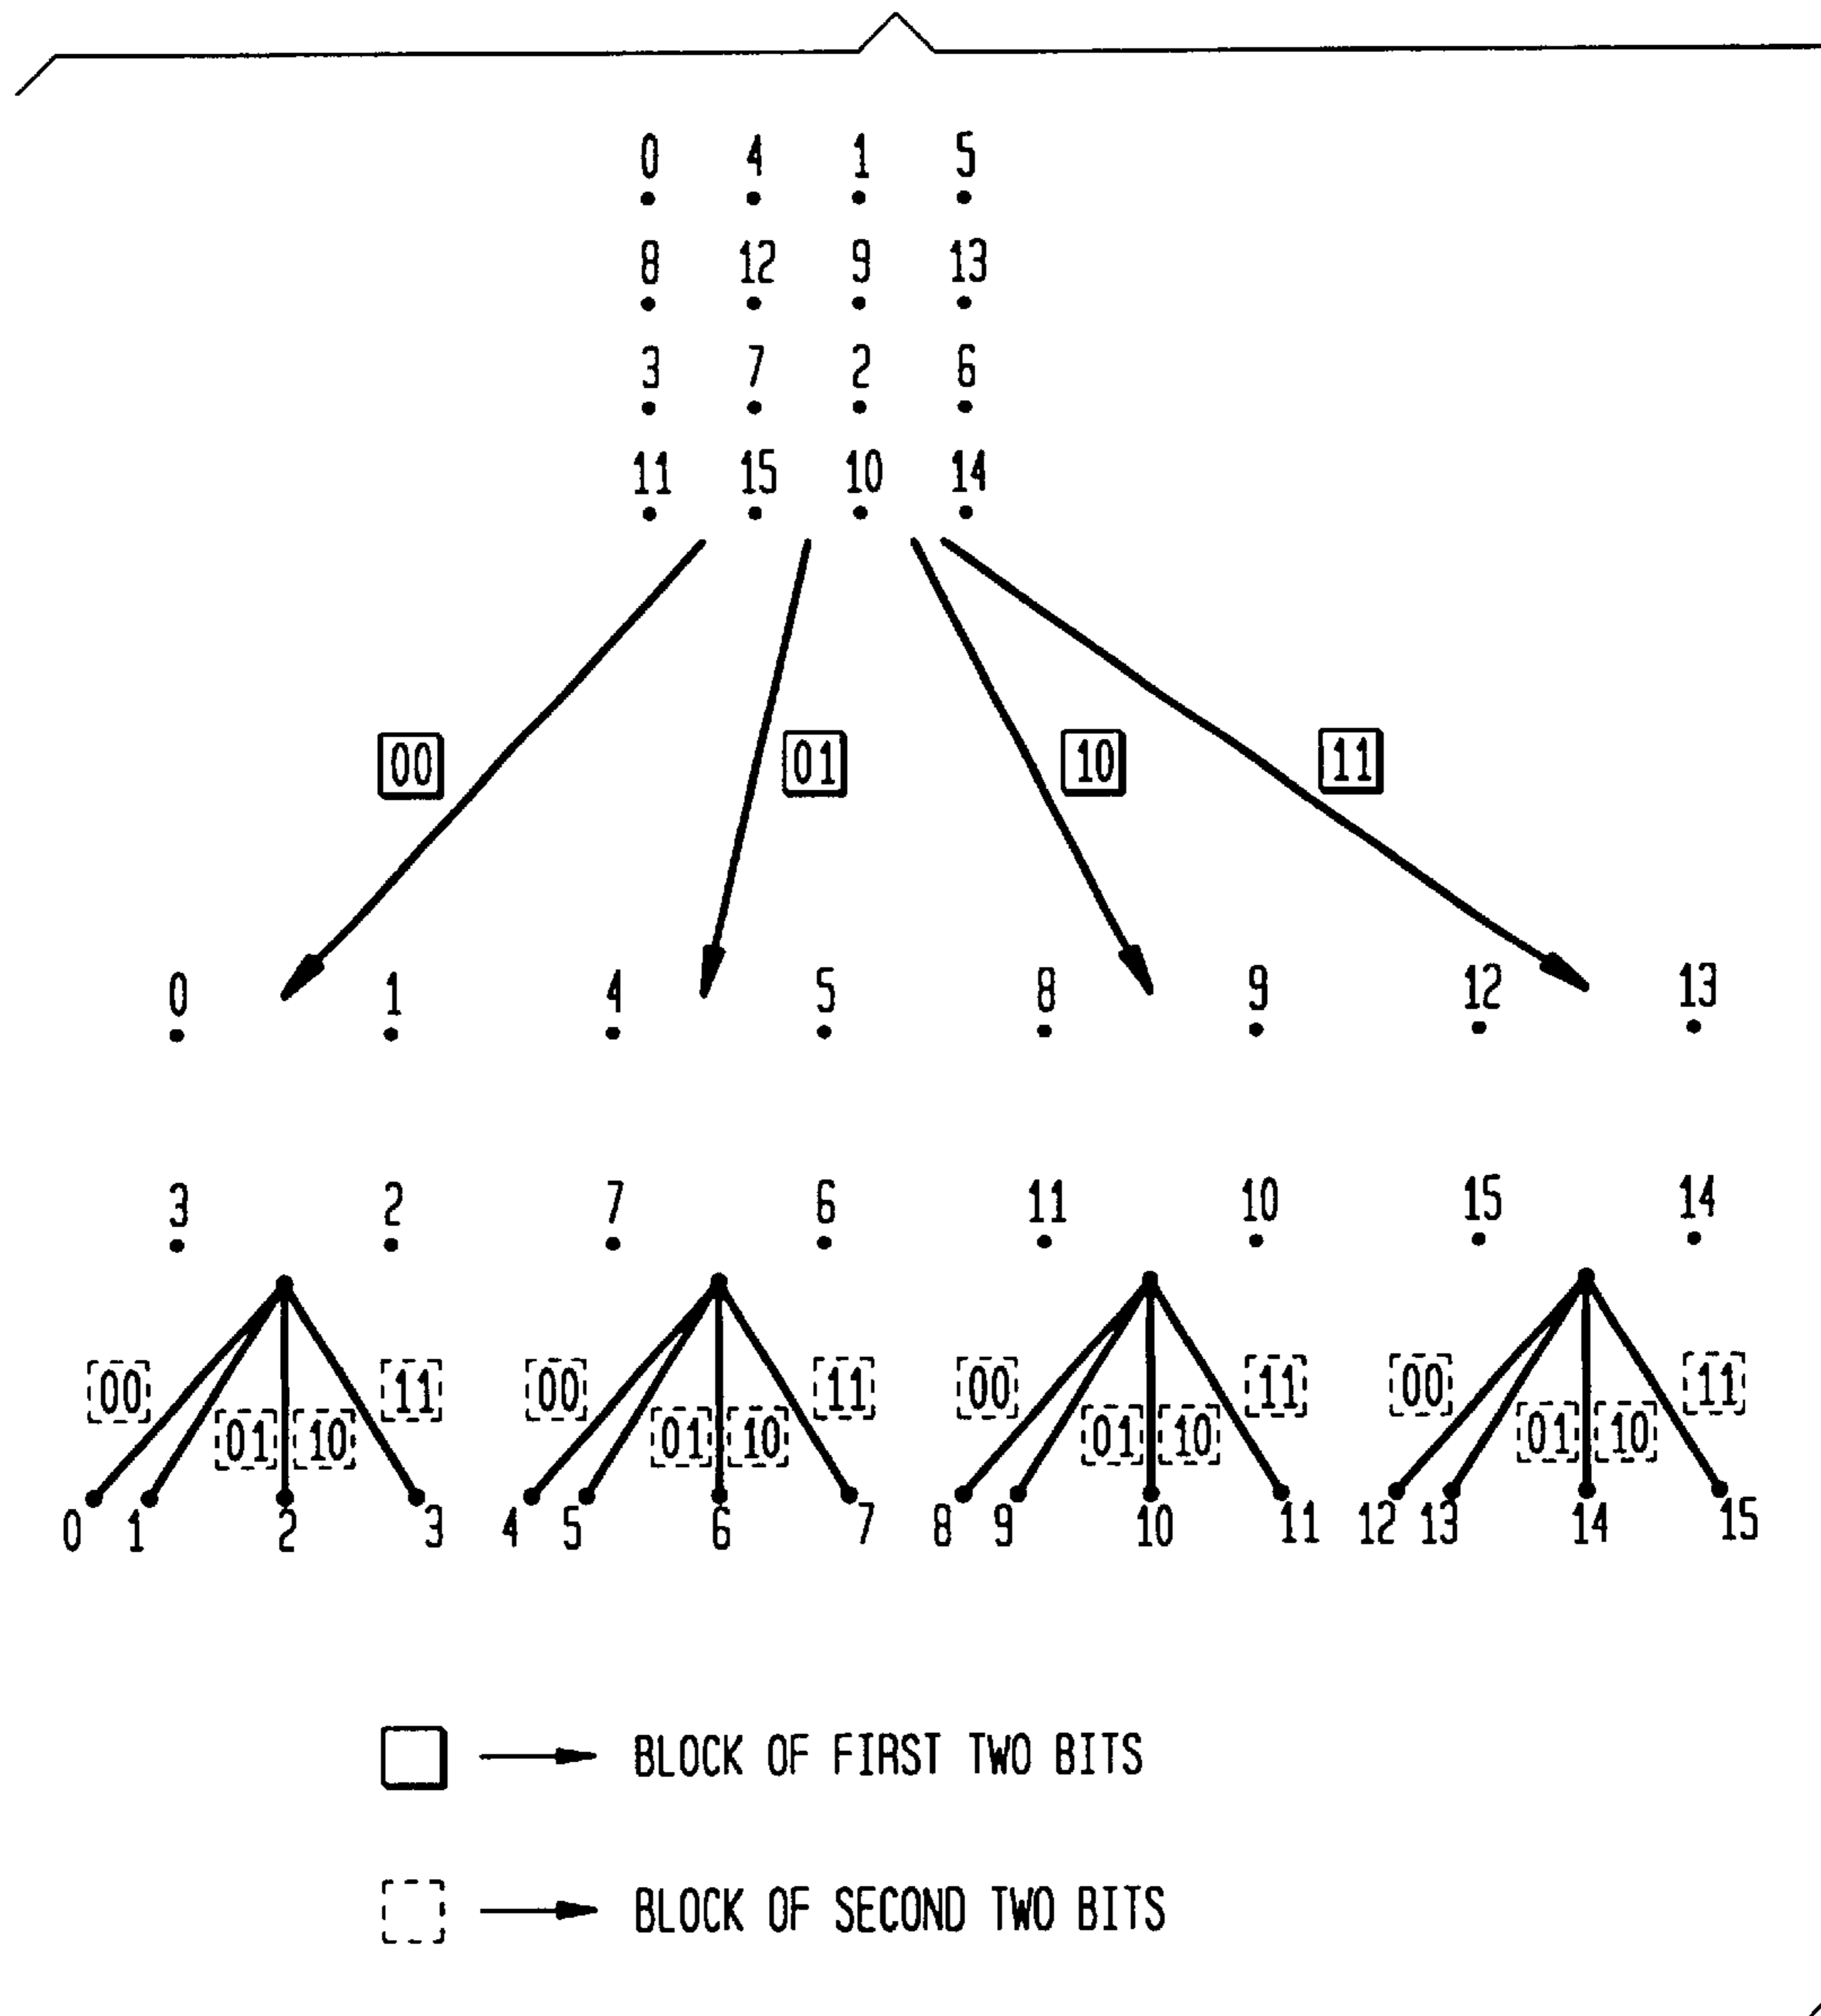 0 4 1 5
8 12 9 13
3 7 2 6
11 15 10 14
00 01 10 11
0 1 4 5 8 9 12 13
3 2 7 6 11 10 15 14
00 11 00 11 00 11 00 11
01 10 01 10 01 10 01 10
0 1 2 3 4 5 6 7 8 9 10 11 12 13 14 15
BLOCK OF FIRST TWO BITS
BLOCK OF SECOND TWO BITS